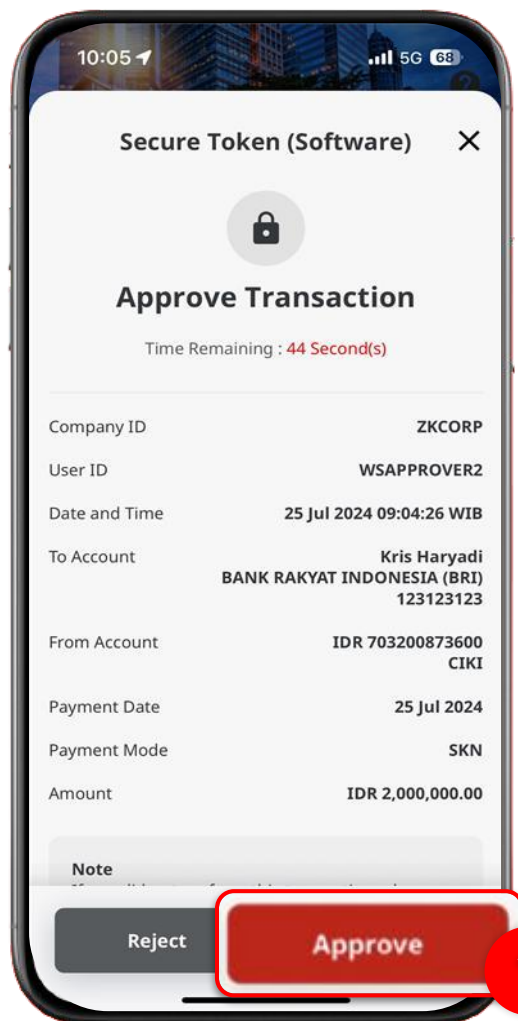 10:05
5G 68
Secure Token (Software)
Approve Transaction
Time Remaining : 44 Second(s)
Company ID ZKCORP
User ID WSAPPROVER2
Date and Time 25 Jul 2024 09:04:26 WIB
To Account Kris Haryadi
BANK RAKYAT INDONESIA (BRI)
123123123
From Account IDR 703200873600
CIKI
Payment Date 25 Jul 2024
Payment Mode SKN
Amount IDR 2,000,000.00
Note
Reject Approve